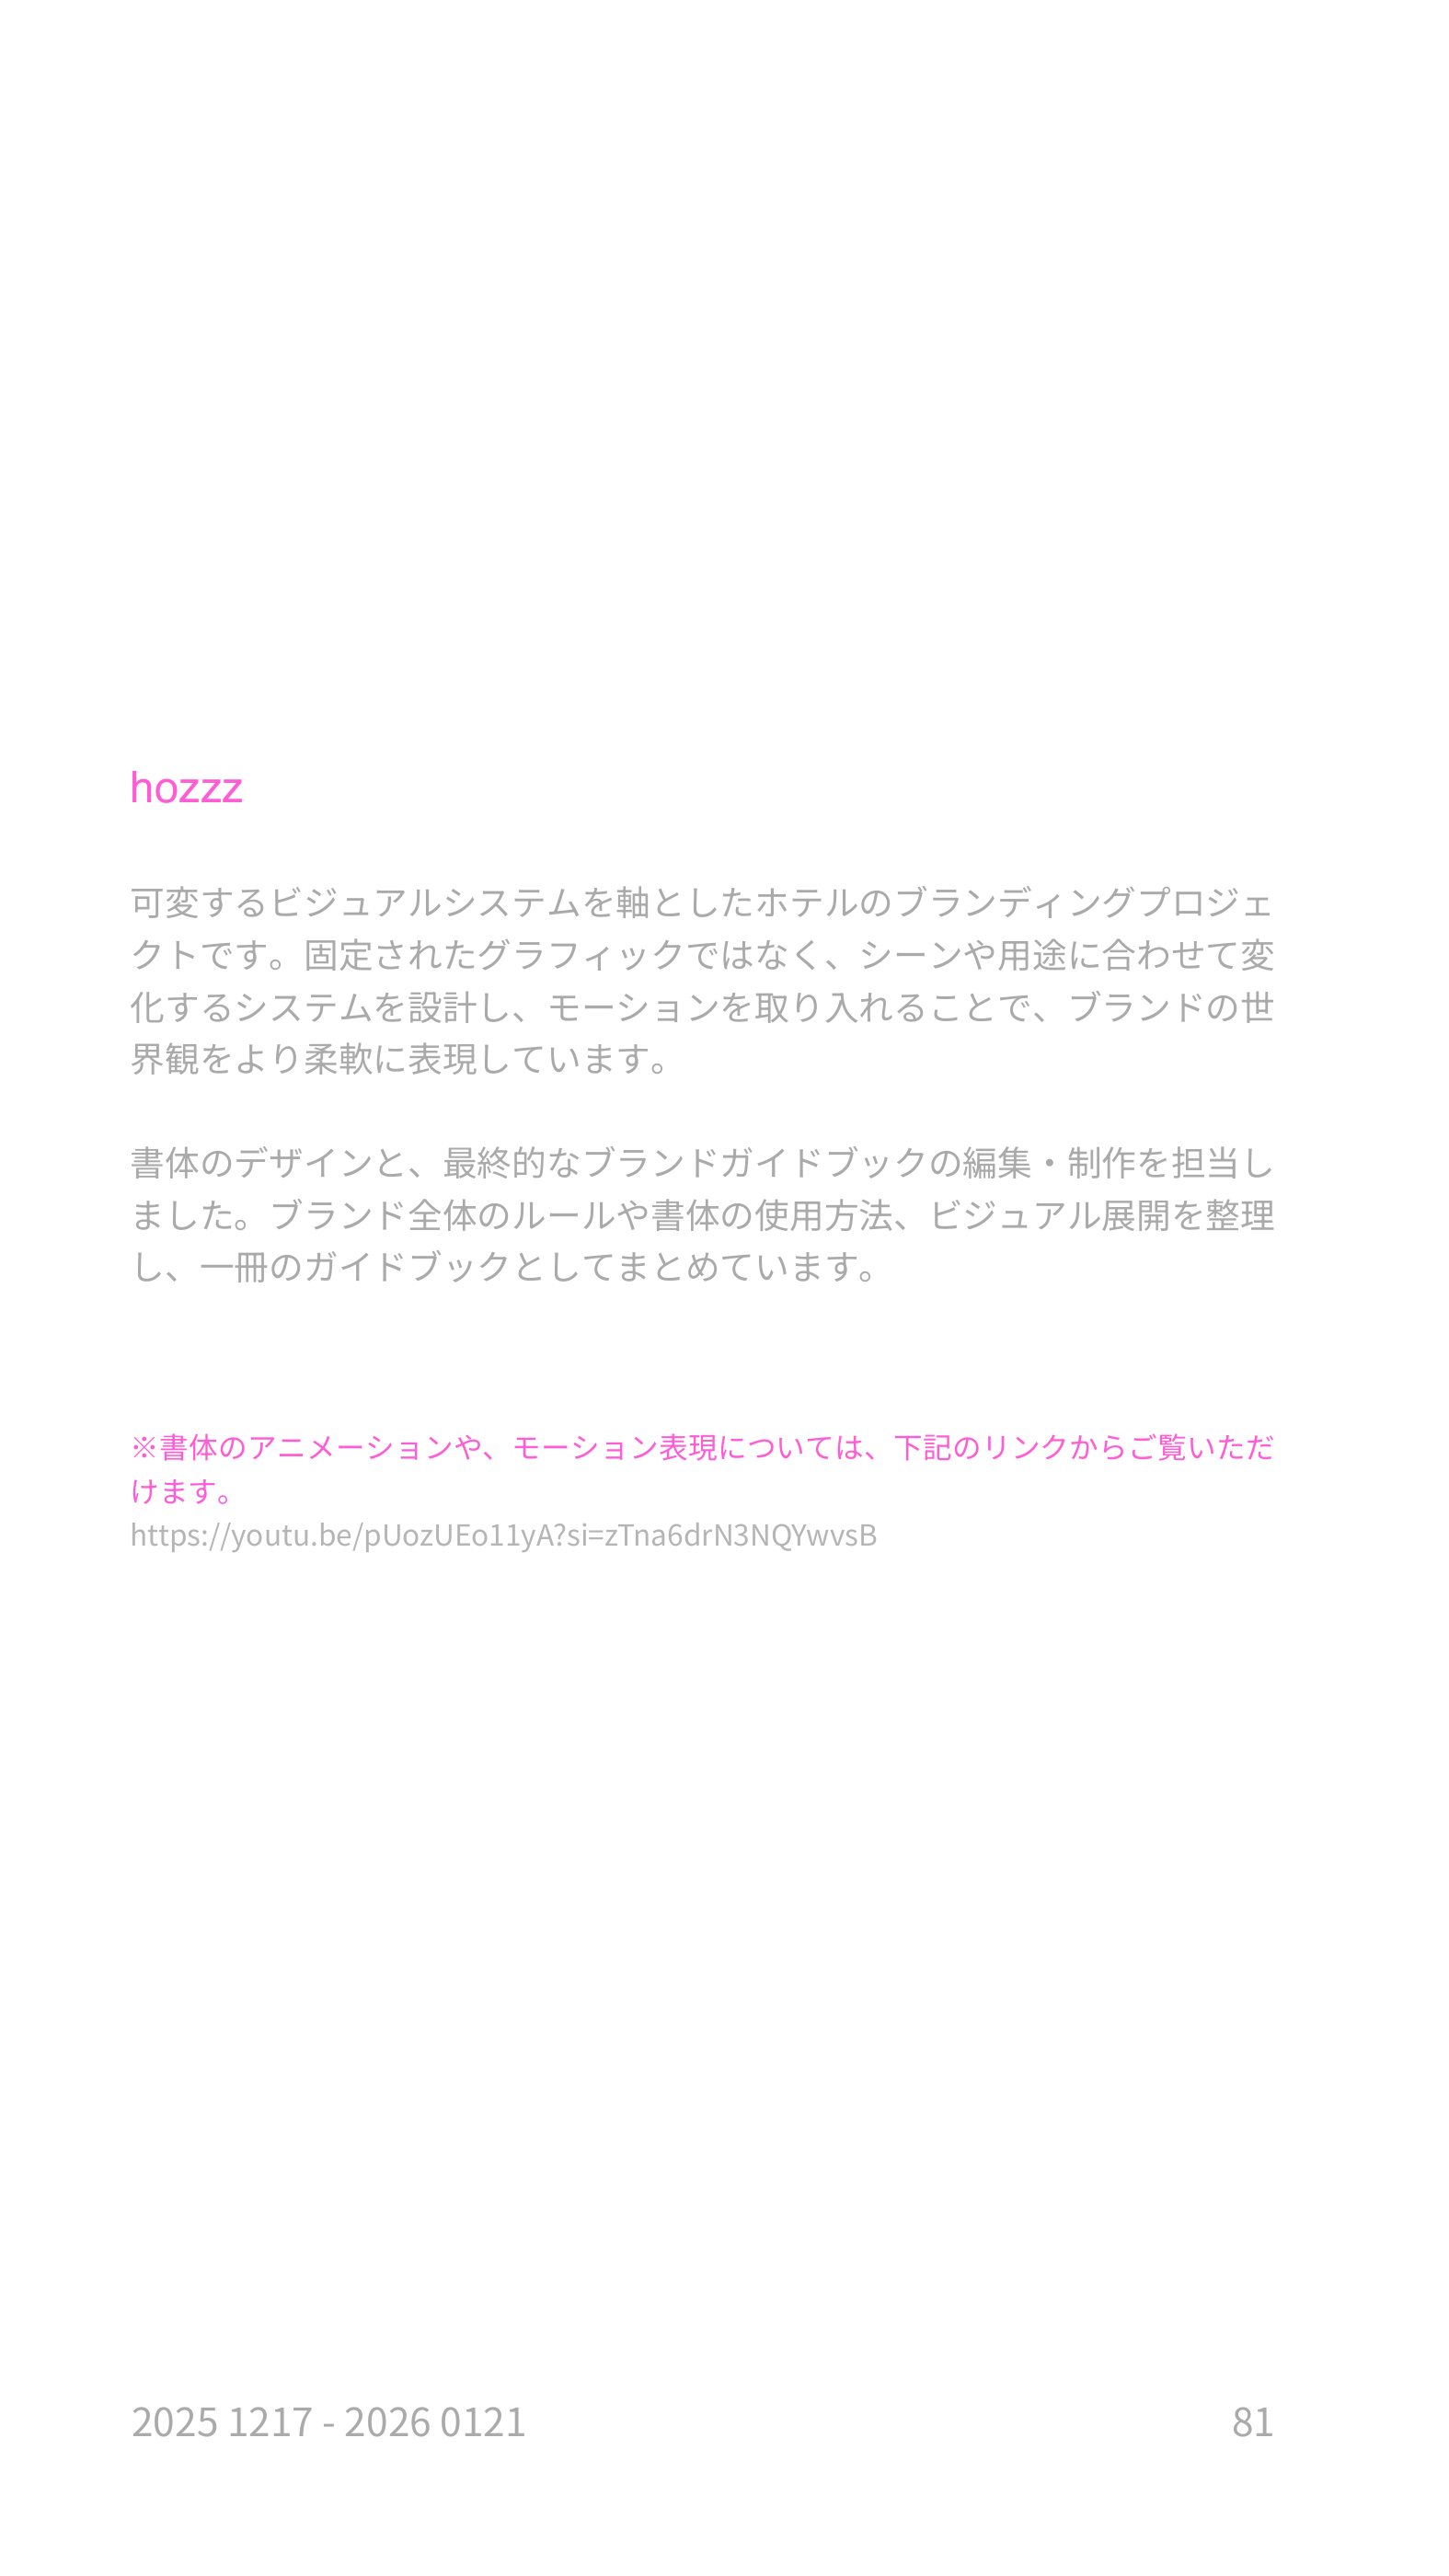 hozzz
可変するビジュアルシステムを軸としたホテルのブランディングプロジェ
クトです。固定されたグラフィックではなく、シーンや用途に合わせて変
化するシステムを設計し、モーションを取り入れることで、ブランドの世
界観をより柔軟に表現しています。
書体のデザインと、最終的なブランドガイドブックの編集・制作を担当し
ました。ブランド全体のルールや書体の使用方法、ビジュアル展開を整理
し、一冊のガイドブックとしてまとめています。
※書体のアニメーションや、モーション表現については、下記のリンクからご覧いただ
けます。
https://youtu.be/pUozUEo11yA?si=zTna6drN3NQYwvsB
2025 1217 - 2026 0121
81